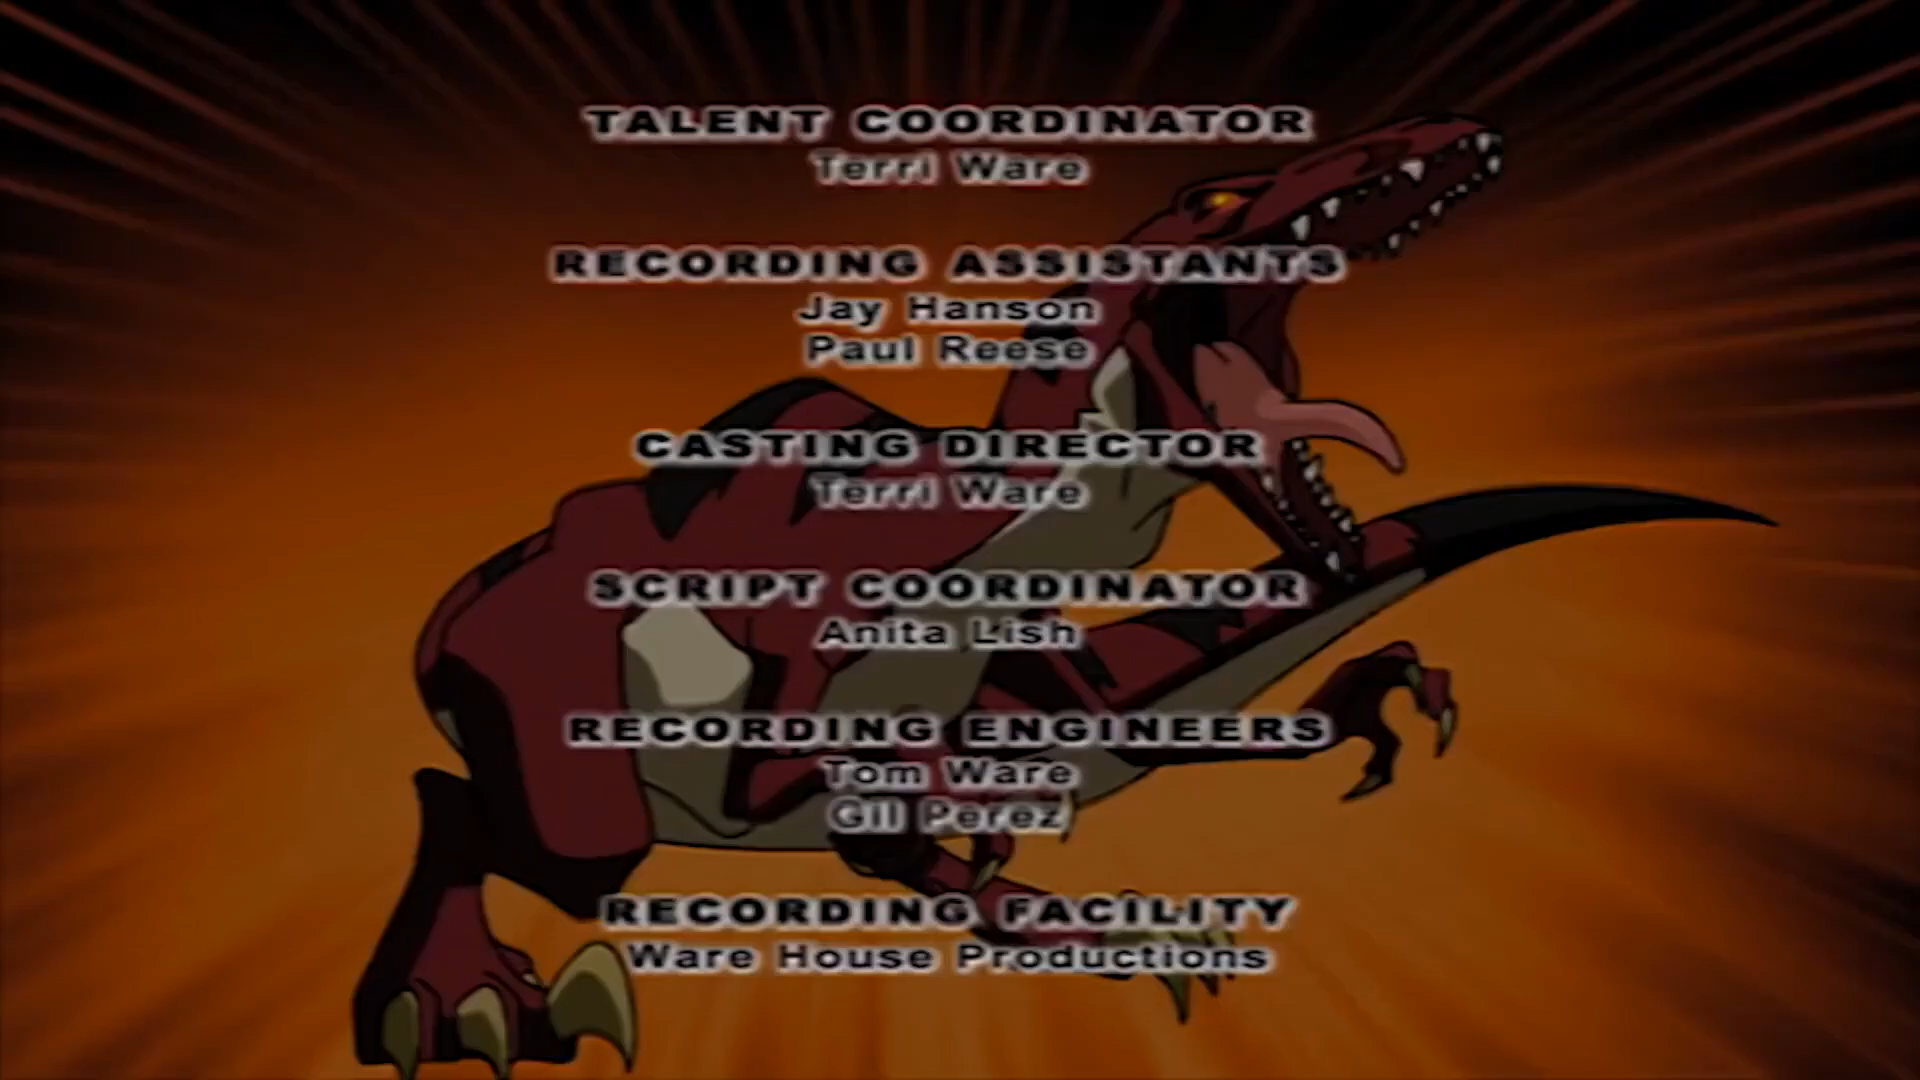 TALENT COORDINATOR
Terri Ware
RECORDING ASSISTANTS
Jay Hanson
Paul Reese
CASTING DIRECTOR
Terri Ware
SCRIPT COORDINATOR
Anita Lish
RECORDING ENGINEERS
Tom Ware
Gil Perez
RECORDING FACILITY
Ware House Productions